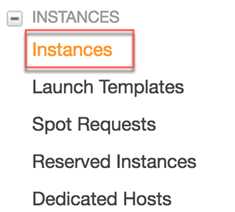 INSTANCES
Instances
Launch Templates
Spot Requests
Reserved Instances
Dedicated Hosts